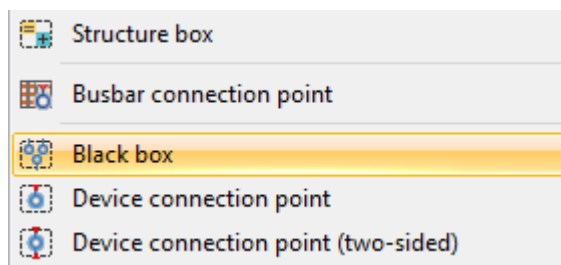 Structure box
Busbar connection point
Black box
Device connection point
Device connection point (two-sided)